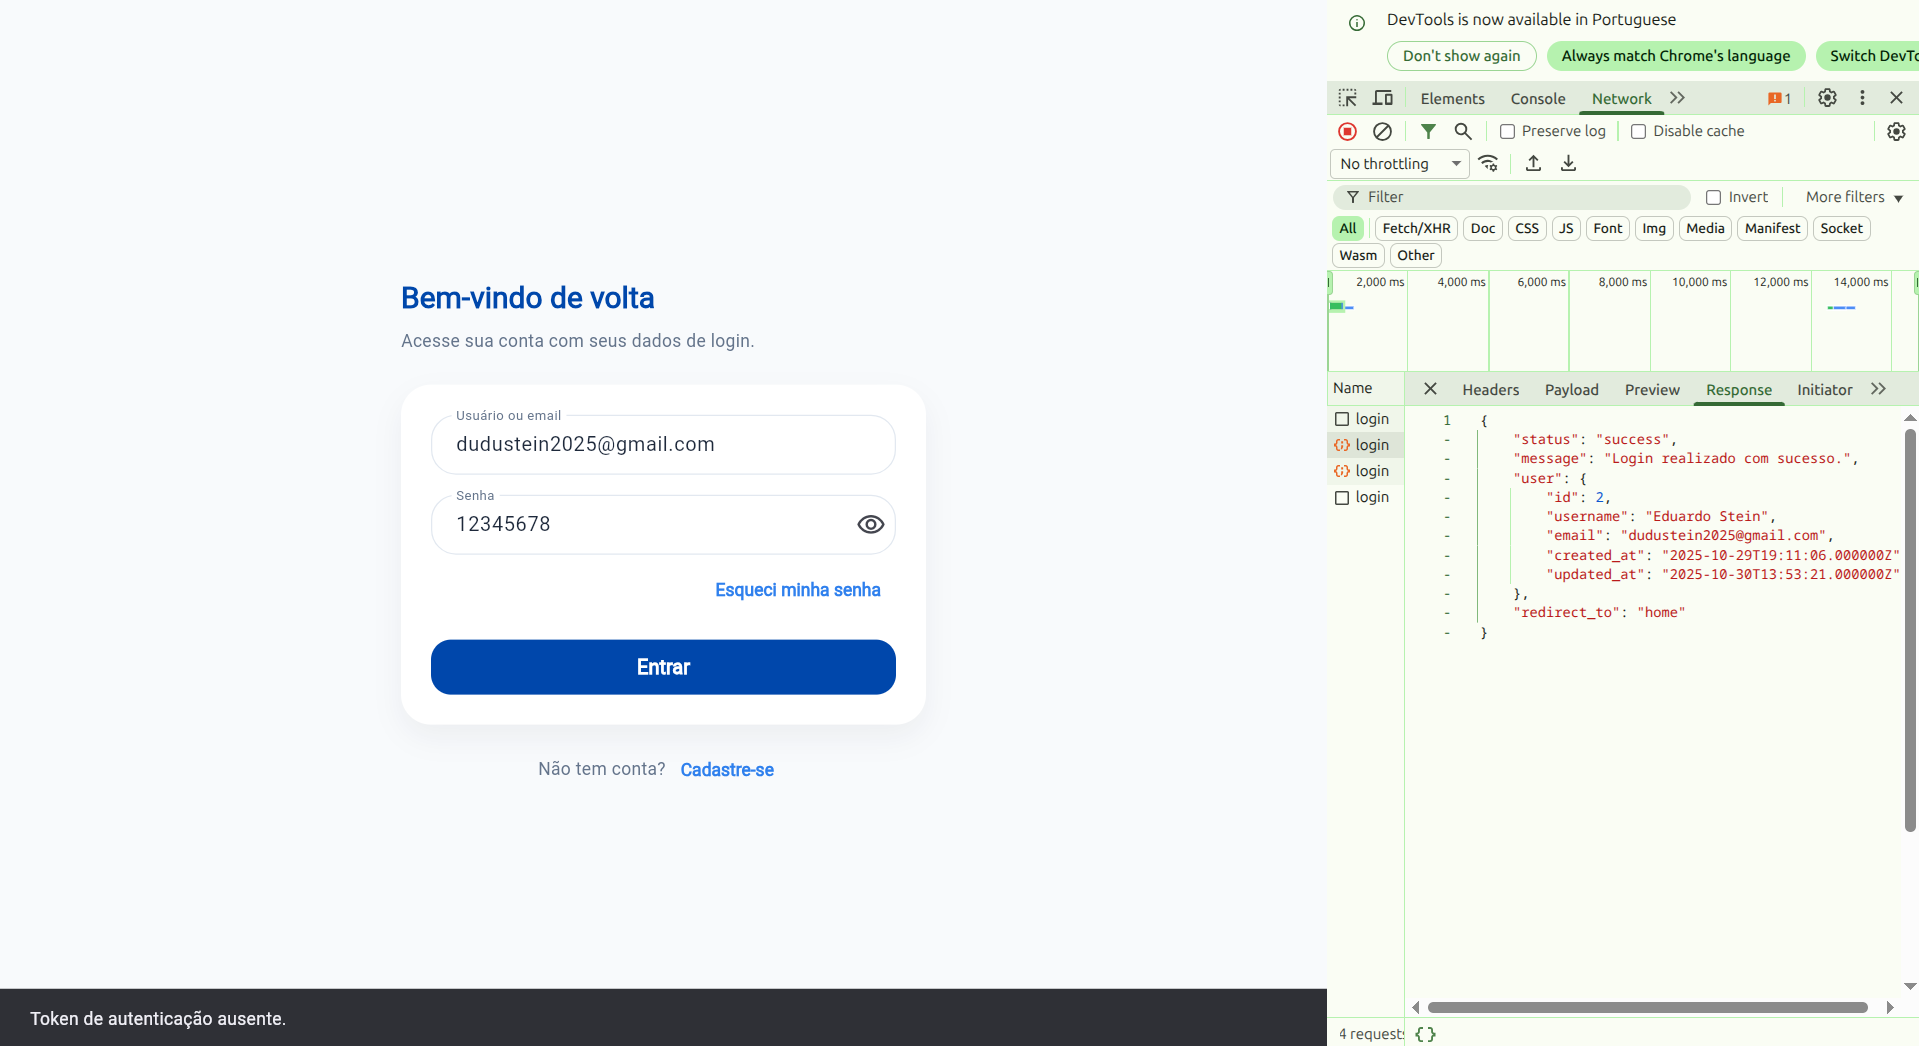 Bem-vindo de volta
Acesse sua conta com seus dados de login.
Usuário ou email
dudustein2025@gmail.com
Senha
12345678
Esqueci minha senha
Entrar
Não tem conta? Cadastre-se
Token de autenticação ausente.
DevTools is now available in Portuguese
Don't show again
Always match Chrome's language
Switch DevTo
Elements Console Network 1
Preserve log Disable cache
No throttling
Filter Invert More filters
All Fetch/XHR Doc CSS JS Font Img Media Manifest Socket
Wasm Other
2,000 ms 4,000 ms 6,000 ms 8,000 ms 10,000 ms 12,000 ms 14,000 ms
Name
login
login
login
login
Headers Payload Preview Response Initiator
1 {
- "status": "success",
- "message": "Login realizado com sucesso.",
- "user": {
- "id": 2,
- "username": "Eduardo Stein",
- "email": "dudustein2025@gmail.com",
- "created_at": "2025-10-29T19:11:06.000000Z"
- "updated_at": "2025-10-30T13:53:21.000000Z"
- },
- "redirect_to": "home"
- }
4 requests { }